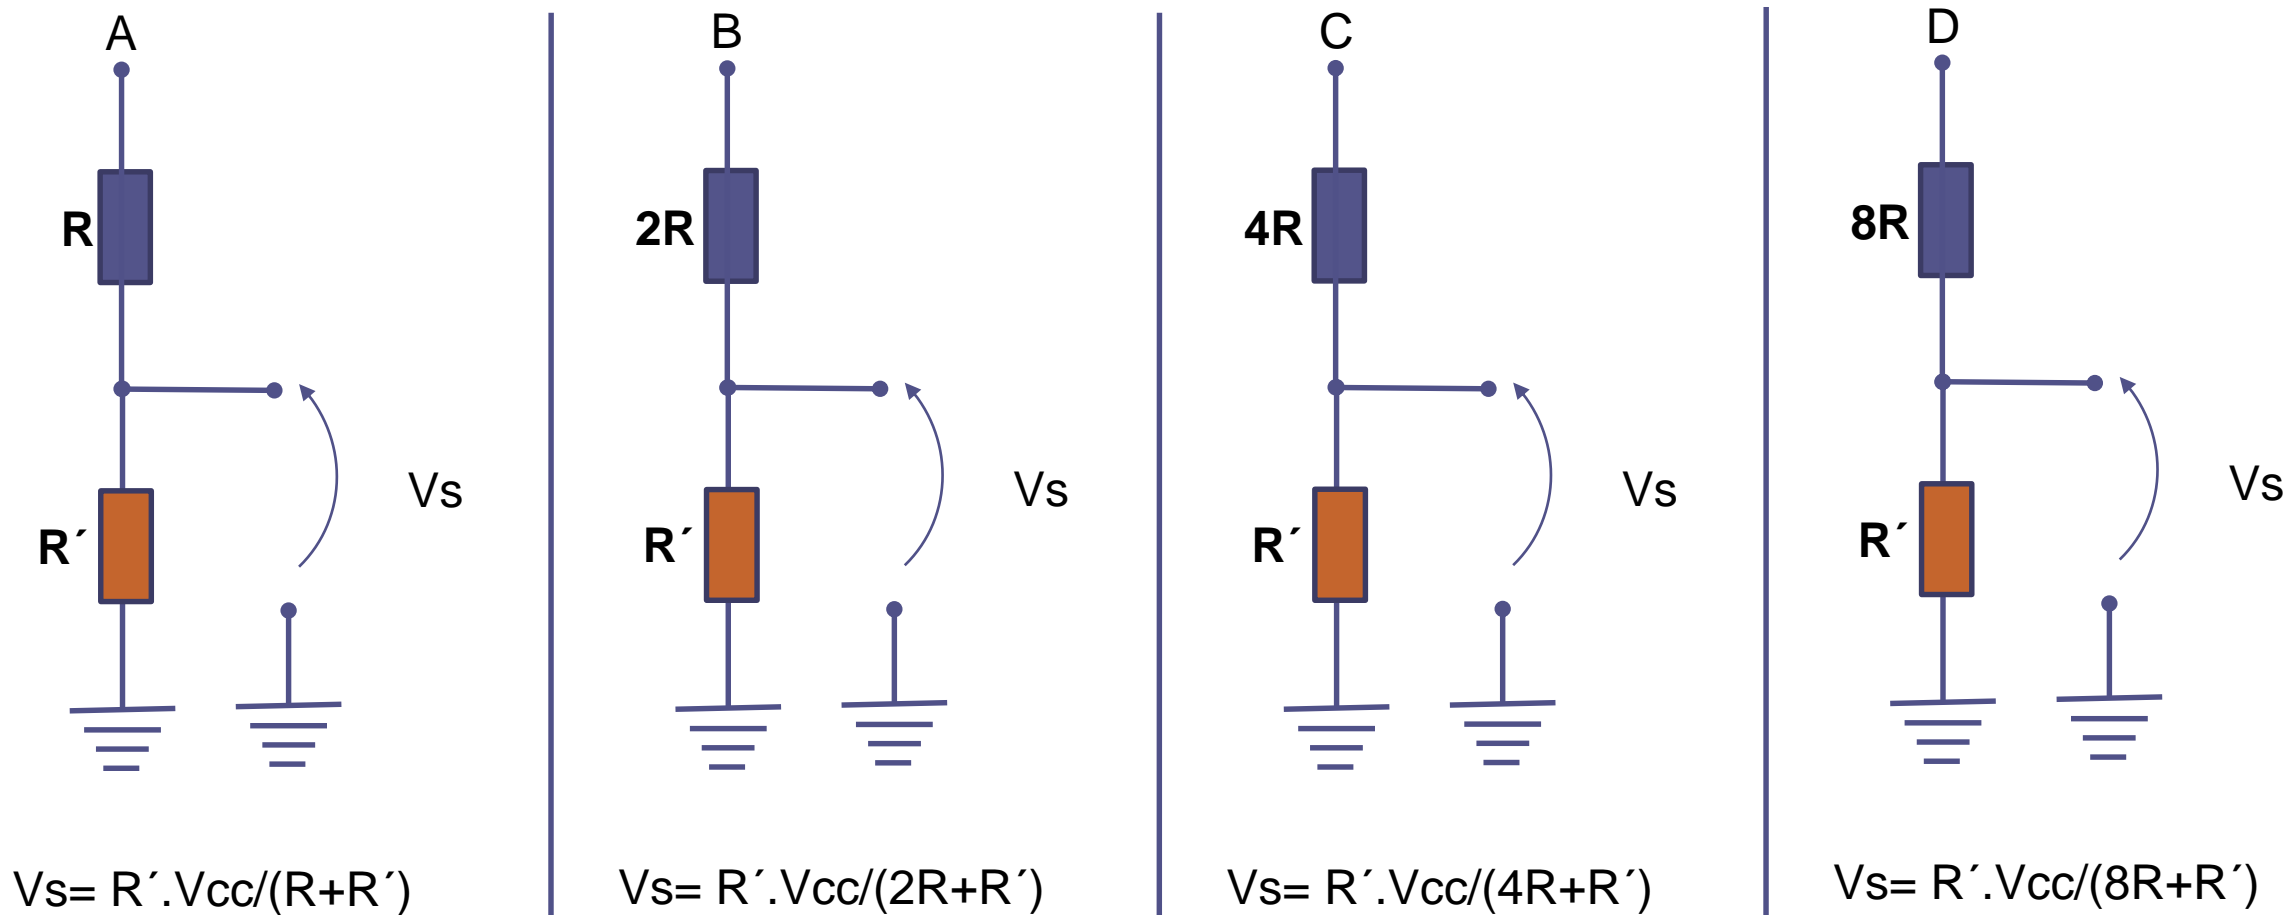 A
R
R´
Vs
Vs= R´.Vcc/(R+R´)
B
2R
R´
Vs
Vs= R´.Vcc/(2R+R´)
C
4R
R´
Vs
Vs= R´.Vcc/(4R+R´)
D
8R
R´
Vs
Vs= R´.Vcc/(8R+R´)